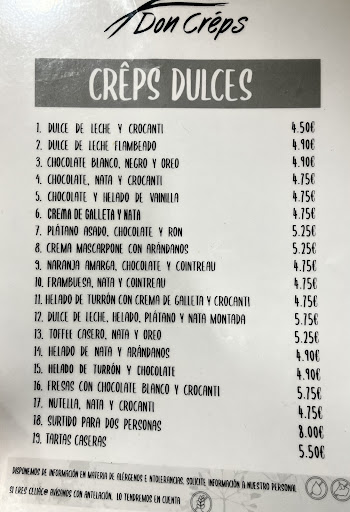 Don Crêps
CRÊPS DULCES
1. DULCE DE LECHE Y CROCANTI 4.50€
2. DULCE DE LECHE FLAMBEADO 4.90€
3. CHOCOLATE BLANCO, NEGRO Y OREO 4.90€
4. CHOCOLATE, NATA Y CROCANTI 4.75€
5. CHOCOLATE Y HELADO DE VAINILLA 4.75€
6. CREMA DE GALLETA Y NATA 4.75€
7. PLÁTANO ASADO, CHOCOLATE Y RON 5.25€
8. CREMA MASCARPONE CON ARÁNDANOS 5.25€
9. NARANJA AMARGA, CHOCOLATE Y COINTREAU 4.75€
10. FRAMBUESA, NATA Y COINTREAU 4.75€
11. HELADO DE TURRÓN CON CREMA DE GALLETA Y CROCANTI 4.75€
12. DULCE DE LECHE, HELADO, PLÁTANO Y NATA MONTADA 5.75€
13. TOFFEE CASERO, NATA Y OREO 5.25€
14. HELADO DE NATA Y ARÁNDANOS 4.90€
15. HELADO DE TURRÓN Y CHOCOLATE 4.90€
16. FRESAS CON CHOCOLATE BLANCO Y CROCANTI 5.75€
17. NUTELLA, NATA Y CROCANTI 4.75€
18. SURTIDO PARA DOS PERSONAS 8.00€
19. TARTAS CASERAS 5.50€
DISPONEMOS DE INFORMACIÓN EN MATERIA DE ALÉRGENOS E INTOLERANCIAS. SOLICITE INFORMACIÓN A NUESTRO PERSONAL
SI ERES CELÍAC@ AVÍSANOS CON ANTELACIÓN, LO TENDREMOS EN CUENTA